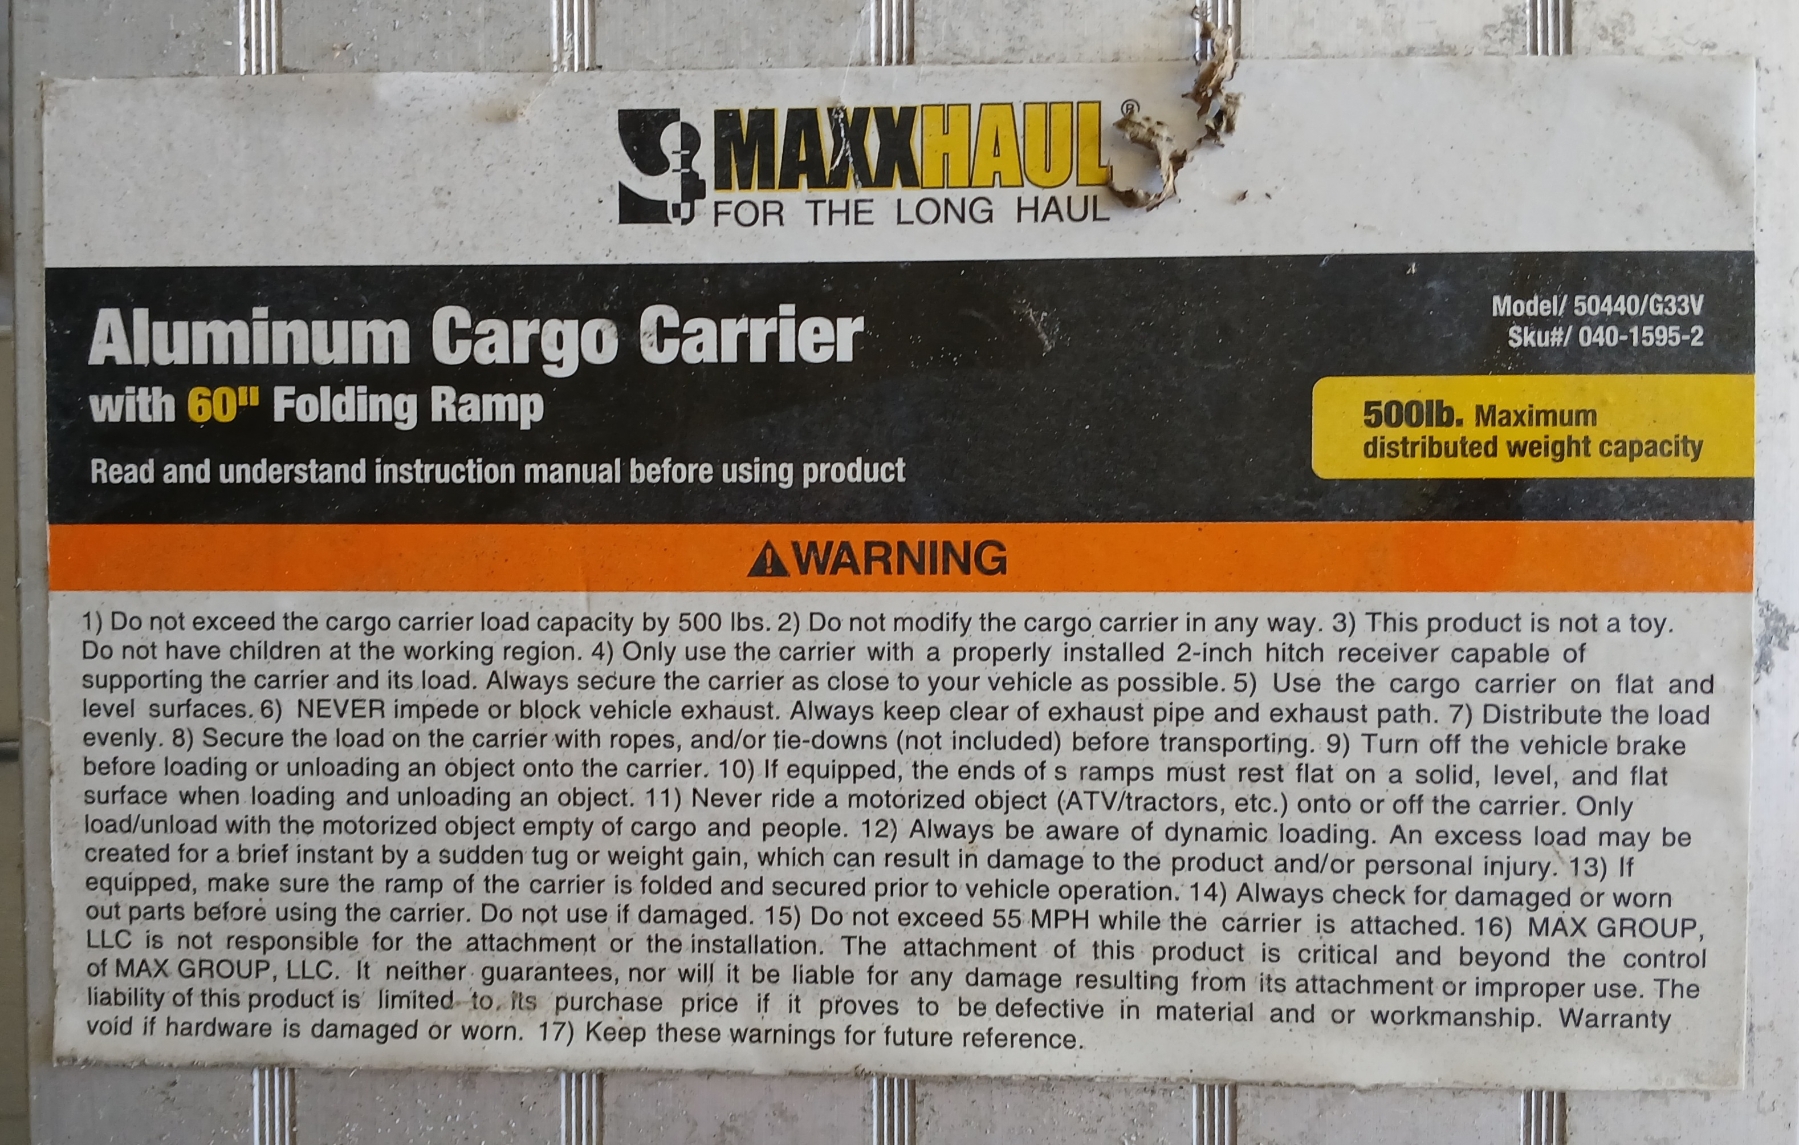 MAXXHAUL®
FOR THE LONG HAUL
Aluminum Cargo Carrier
with 60" Folding Ramp
Read and understand instruction manual before using product
Model/ 50440/G33V
Sku#/ 040-1595-2
500lb. Maximum
distributed weight capacity
⚠WARNING
1) Do not exceed the cargo carrier load capacity by 500 lbs. 2) Do not modify the cargo carrier in any way. 3) This product is not a toy.
Do not have children at the working region. 4) Only use the carrier with a properly installed 2-inch hitch receiver capable of
supporting the carrier and its load. Always secure the carrier as close to your vehicle as possible. 5) Use the cargo carrier on flat and
level surfaces. 6) NEVER impede or block vehicle exhaust. Always keep clear of exhaust pipe and exhaust path. 7) Distribute the load
evenly. 8) Secure the load on the carrier with ropes, and/or tie-downs (not included) before transporting. 9) Turn off the vehicle brake
before loading or unloading an object onto the carrier. 10) If equipped, the ends of s ramps must rest flat on a solid, level, and flat
surface when loading and unloading an object. 11) Never ride a motorized object (ATV/tractors, etc.) onto or off the carrier. Only
load/unload with the motorized object empty of cargo and people. 12) Always be aware of dynamic loading. An excess load may be
created for a brief instant by a sudden tug or weight gain, which can result in damage to the product and/or personal injury. 13) If
equipped, make sure the ramp of the carrier is folded and secured prior to vehicle operation. 14) Always check for damaged or worn
out parts before using the carrier. Do not use if damaged. 15) Do not exceed 55 MPH while the carrier is attached. 16) MAX GROUP,
LLC is not responsible for the attachment or the installation. The attachment of this product is critical and beyond the control
of MAX GROUP, LLC. It neither guarantees, nor will it be liable for any damage resulting from its attachment or improper use. The
liability of this product is limited to its purchase price if it proves to be defective in material and or workmanship. Warranty
void if hardware is damaged or worn. 17) Keep these warnings for future reference.